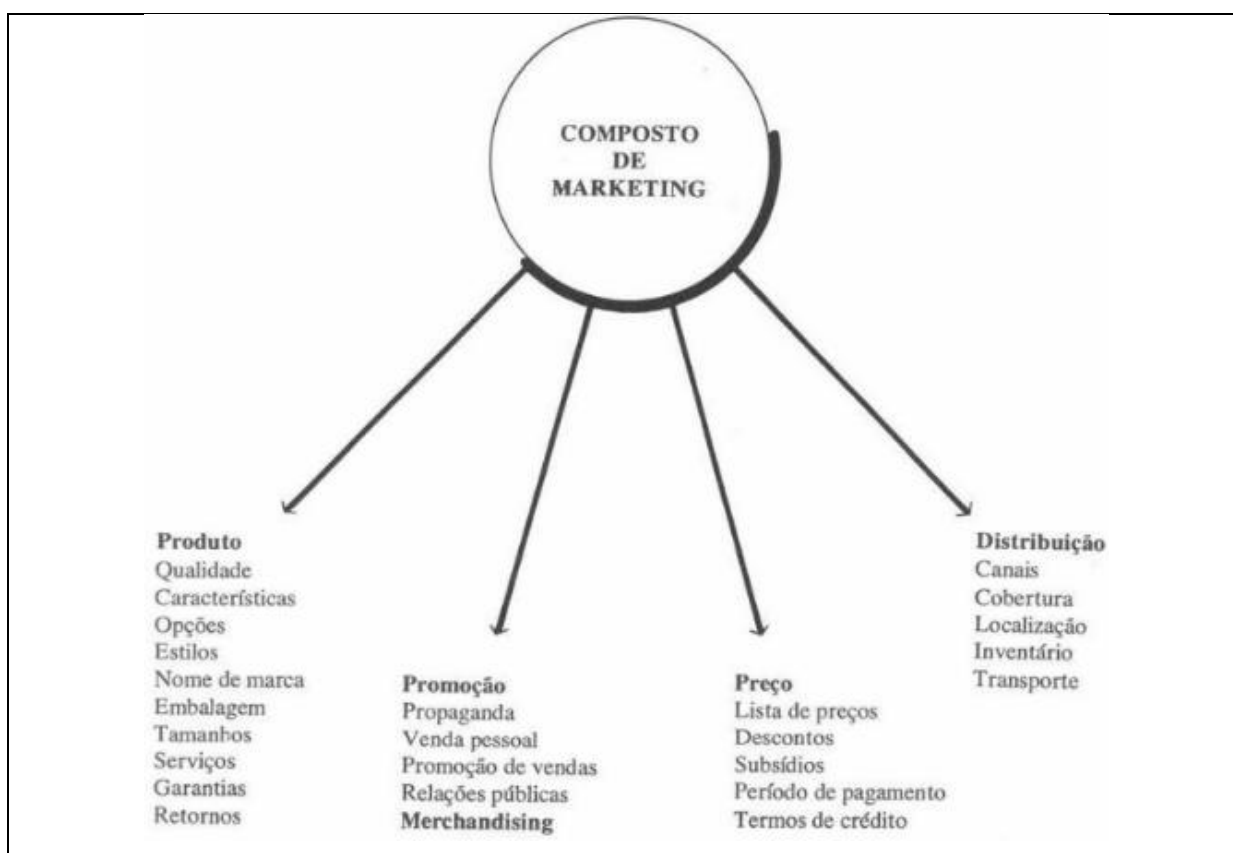 COMPOSTO
DE
MARKETING
Produto
Qualidade
Características
Opções
Estilos
Nome de marca
Embalagem
Tamanhos
Serviços
Garantias
Retornos
Promoção
Propaganda
Venda pessoal
Promoção de vendas
Relações públicas
Merchandising
Preço
Lista de preços
Descontos
Subsídios
Período de pagamento
Termos de crédito
Distribuição
Canais
Cobertura
Localização
Inventário
Transporte